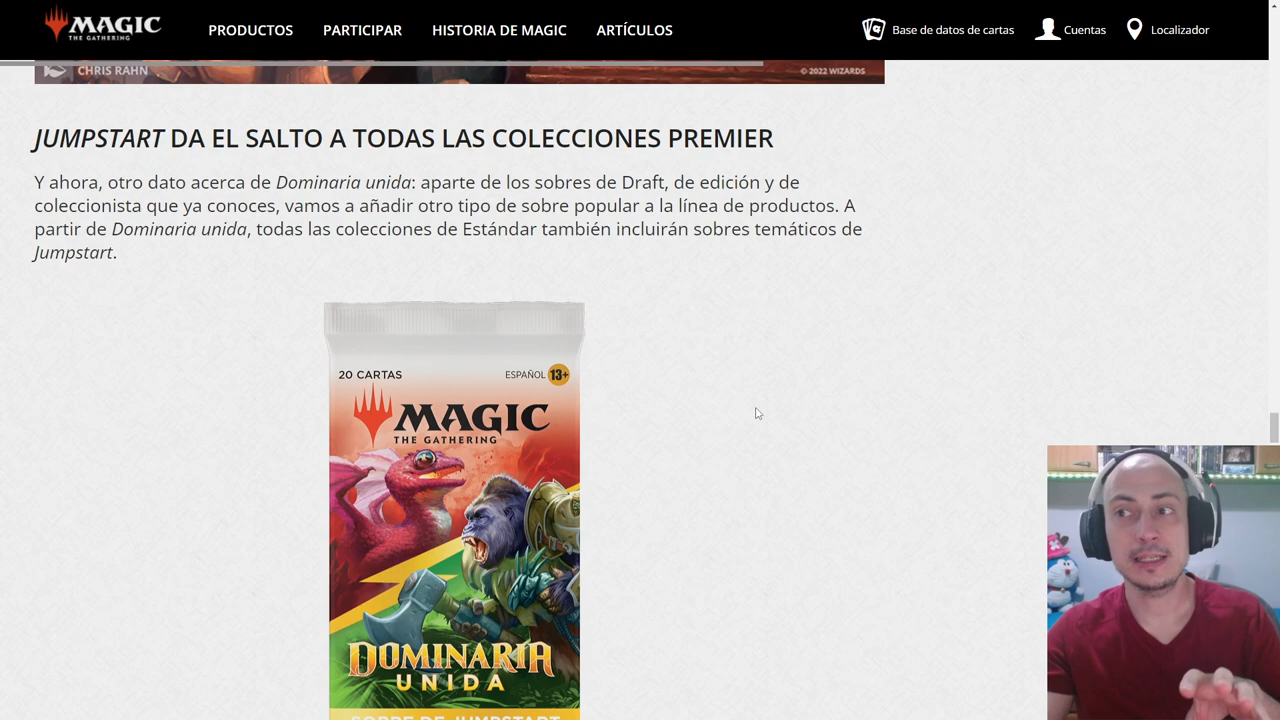 MAGIC
THE GATHERING
PRODUCTOS PARTICIPAR HISTORIA DE MAGIC ARTÍCULOS Base de datos de cartas Cuentas Localizador
CHRIS RAHN © 2022 WIZARDS
JUMPSTART DA EL SALTO A TODAS LAS COLECCIONES PREMIER
Y ahora, otro dato acerca de Dominaria unida: aparte de los sobres de Draft, de edición y de
coleccionista que ya conoces, vamos a añadir otro tipo de sobre popular a la línea de productos. A
partir de Dominaria unida, todas las colecciones de Estándar también incluirán sobres temáticos de
Jumpstart.
20 CARTAS ESPAÑOL 13+
MAGIC
THE GATHERING
DOMINARIA
UNIDA
SOBRE DE JUMPSTART